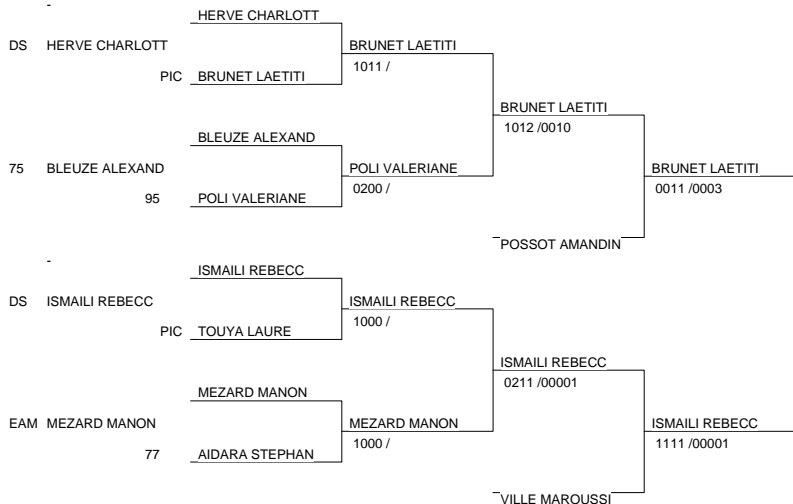 -
HERVE CHARLOTT
DS HERVE CHARLOTT BRUNET LAETITI
1011 /
PIC BRUNET LAETITI
BRUNET LAETITI
1012 /0010
BLEUZE ALEXAND
75 BLEUZE ALEXAND POLI VALERIANE BRUNET LAETITI
0200 / 0011 /0003
95 POLI VALERIANE
POSSOT AMANDIN
-
ISMAILI REBECC
DS ISMAILI REBECC ISMAILI REBECC
1000 /
PIC TOUYA LAURE
ISMAILI REBECC
0211 /00001
MEZARD MANON
EAM MEZARD MANON MEZARD MANON ISMAILI REBECC
1000 / 1111 /00001
77 AIDARA STEPHAN
VILLE MAROUSSI